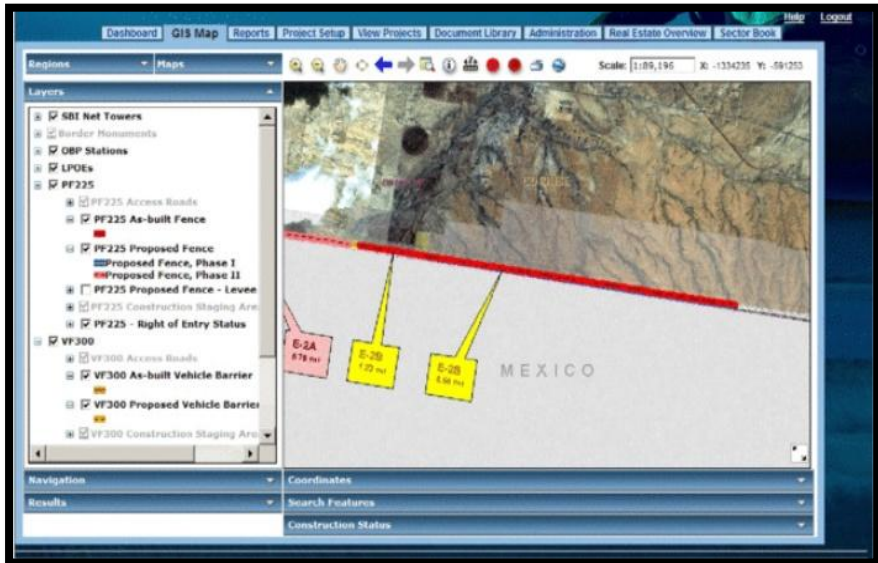 Help Logout
Dashboard GIS Map Reports Project Setup View Projects Document Library Administration Real Estate Overview Sector Book
Regions Maps
Scale: 1:89,196 X: -1334235 Y: -591253
Layers
SBI Net Towers
Border Monuments
OBP Stations
LPOEs
PF225
PF225 Access Roads
PF225 As-built Fence
PF225 Proposed Fence
Proposed Fence, Phase I
Proposed Fence, Phase II
PF225 Proposed Fence - Levee
PF225 Construction Staging Are
PF225 - Right of Entry Status
VF300
VF300 Access Roads
VF300 As-built Vehicle Barrier
VF300 Proposed Vehicle Barrie
VF300 Construction Staging Are
E-2A
E-2B
E-2B
MEXICO
Navigation
Results
Coordinates
Search Features
Construction Status